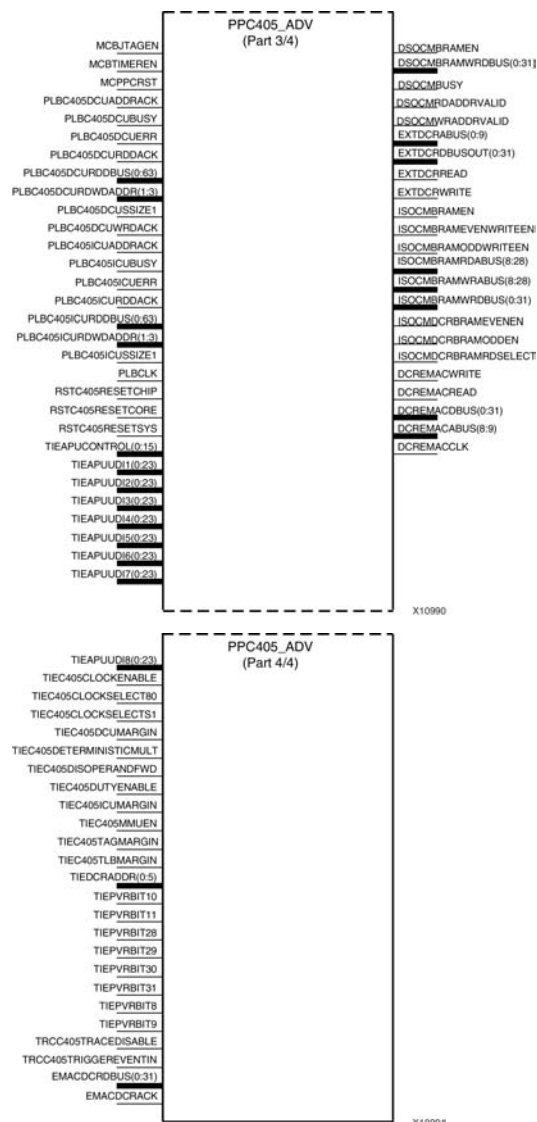 PPC405_ADV
(Part 3/4)
MCBJTAGEN
MCBTIMEREN
MCPPCRST
PLBC405DCUADDRACK
PLBC405DCUBUSY
PLBC405DCUERR
PLBC405DCURDDACK
PLBC405DCURDDBUS(0:63)
PLBC405DCURDWDADDR(1:3)
PLBC405DCUSSIZE1
PLBC405DCUWRDACK
PLBC405ICUADDRACK
PLBC405ICUBUSY
PLBC405ICUERR
PLBC405ICURDDACK
PLBC405ICURDDBUS(0:63)
PLBC405ICURDWDADDR(1:3)
PLBC405ICUSSIZE1
PLBCLK
RSTC405RESETCHIP
RSTC405RESETCORE
RSTC405RESETSYS
TIEAPUCONTROL(0:15)
TIEAPUUDI1(0:23)
TIEAPUUDI2(0:23)
TIEAPUUDI3(0:23)
TIEAPUUDI4(0:23)
TIEAPUUDI5(0:23)
TIEAPUUDI6(0:23)
TIEAPUUDI7(0:23)
DSOCMBRAMEN
DSOCMBRAMWRDBUS(0:31)
DSOCMBUSY
DSOCMRDADDRVALID
DSOCMWRADDRVALID
EXTDCRABUS(0:9)
EXTDCRDBUSOUT(0:31)
EXTDCRREAD
EXTDCRWRITE
ISOCMBRAMEN
ISOCMBRAMEVENWRITEEN
ISOCMBRAMODDWRITEEN
ISOCMBRAMRDABUS(8:28)
ISOCMBRAMWRABUS(8:28)
ISOCMBRAMWRDBUS(0:31)
ISOCMDCRBRAMEVENEN
ISOCMDCRBRAMODDEN
ISOCMDCRBRAMRDSELECT
DCREMACWRITE
DCREMACREAD
DCREMACDBUS(0:31)
DCREMACABUS(8:9)
DCREMACCLK
X10990
PPC405_ADV
(Part 4/4)
TIEAPUUDI8(0:23)
TIEC405CLOCKENABLE
TIEC405CLOCKSELECT80
TIEC405CLOCKSELECTS1
TIEC405DCUMARGIN
TIEC405DETERMINISTICMULT
TIEC405DISOPERANDFWD
TIEC405DUTYENABLE
TIEC405ICUMARGIN
TIEC405MMUEN
TIEC405TAGMARGIN
TIEC405TLBMARGIN
TIEDCRADDR(0:5)
TIEPVRBIT10
TIEPVRBIT11
TIEPVRBIT28
TIEPVRBIT29
TIEPVRBIT30
TIEPVRBIT31
TIEPVRBIT8
TIEPVRBIT9
TRCC405TRACEDISABLE
TRCC405TRIGGEREVENTIN
EMACDCRDBUS(0:31)
EMACDCRACK